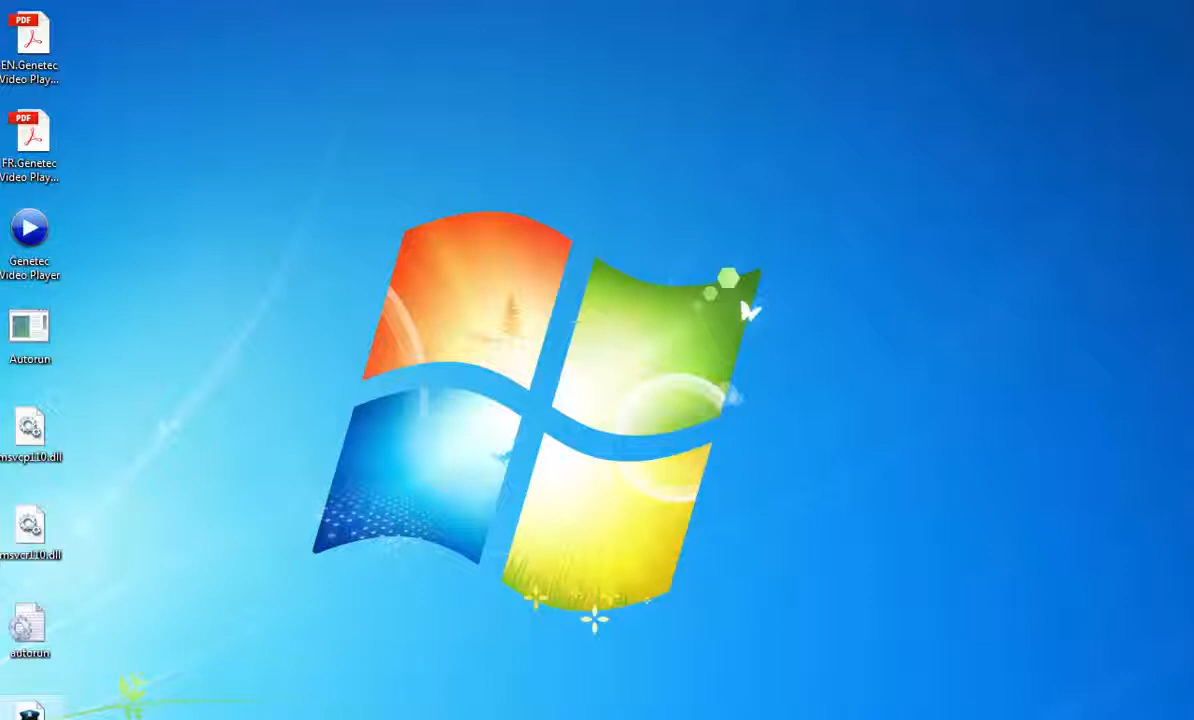 PDF
EN.Genetec
Video Play...
PDF
FR.Genetec
Video Play...
Genetec
Video Player
Autorun
msvcp110.dll
msvcr110.dll
autorun